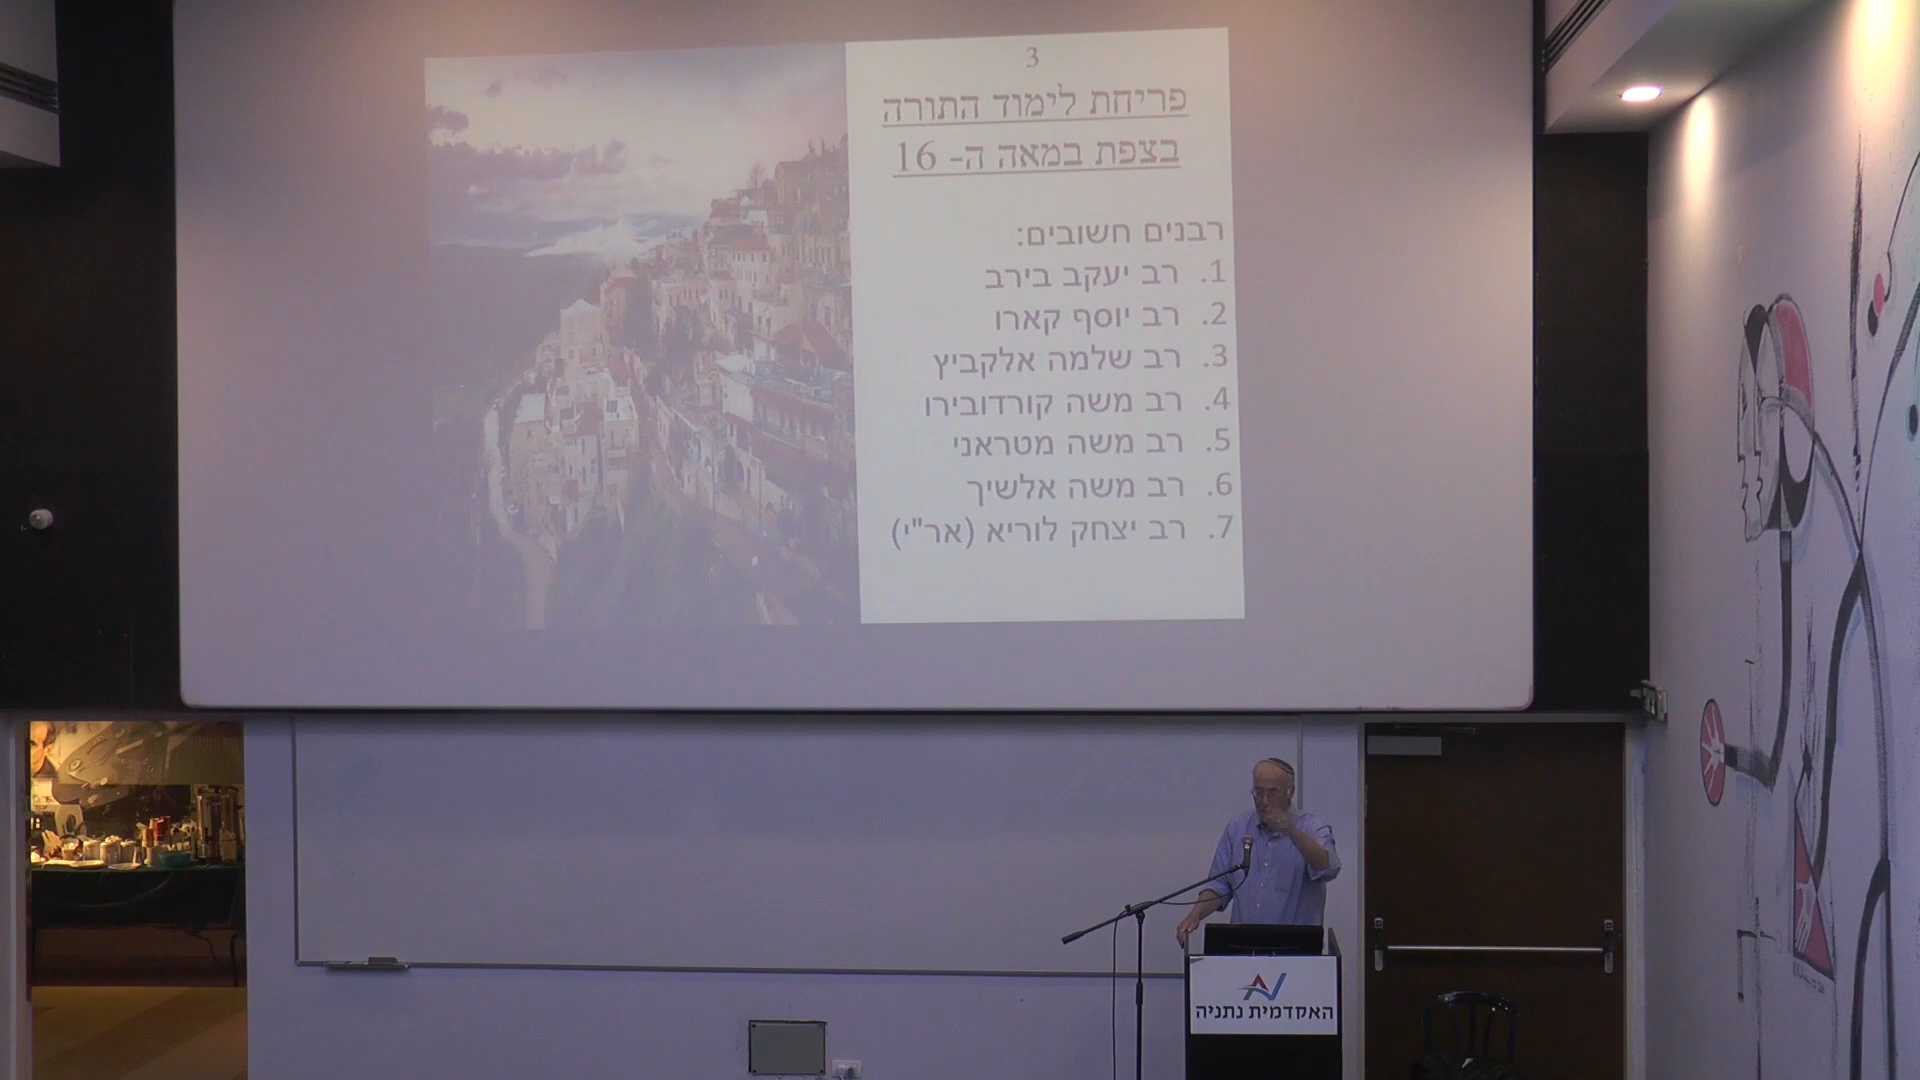 3
פריחת לימוד התורה
בצפת במאה ה- 16
רבנים חשובים:
1. רב יעקב בירב
2. רב יוסף קארו
3. רב שלמה אלקביץ
4. רב משה קורדובירו
5. רב משה מטראני
6. רב משה אלשיך
7. רב יצחק לוריא (אר"י)
האקדמית נתניה